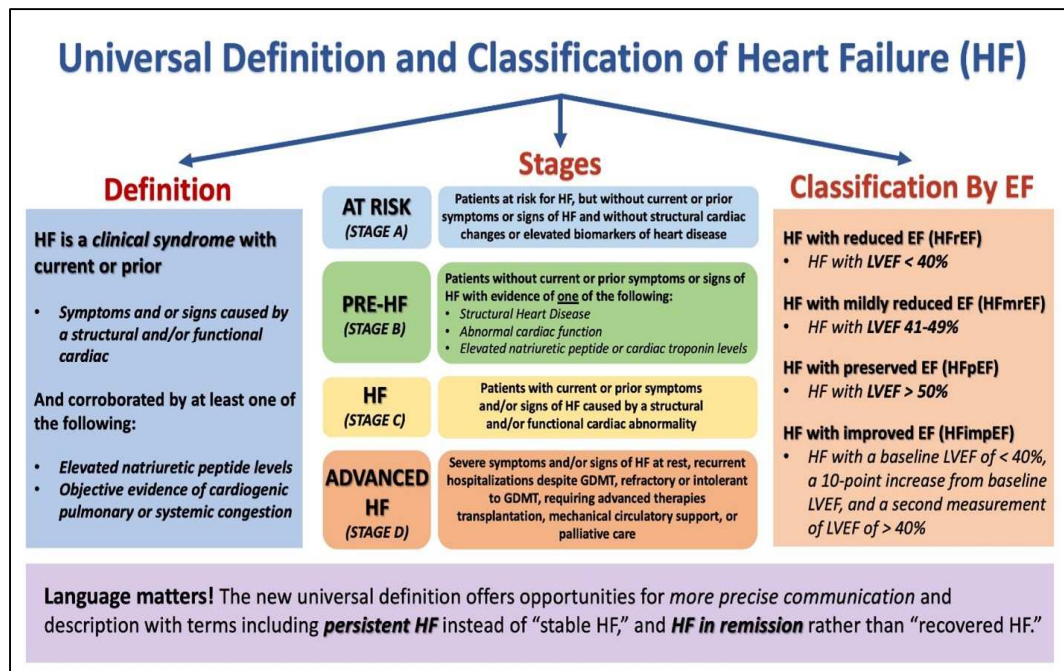 Universal Definition and Classification of Heart Failure (HF)
Definition
HF is a clinical syndrome with
current or prior
• Symptoms and or signs caused by
a structural and/or functional
cardiac
And corroborated by at least one of
the following:
• Elevated natriuretic peptide levels
• Objective evidence of cardiogenic
pulmonary or systemic congestion
Stages
AT RISK
(STAGE A)
Patients at risk for HF, but without current or prior
symptoms or signs of HF and without structural cardiac
changes or elevated biomarkers of heart disease
PRE-HF
(STAGE B)
Patients without current or prior symptoms or signs of
HF with evidence of one of the following:
• Structural Heart Disease
• Abnormal cardiac function
• Elevated natriuretic peptide or cardiac troponin levels
HF
(STAGE C)
Patients with current or prior symptoms
and/or signs of HF caused by a structural
and/or functional cardiac abnormality
ADVANCED
HF
(STAGE D)
Severe symptoms and/or signs of HF at rest, recurrent
hospitalizations despite GDMT, refractory or intolerant
to GDMT, requiring advanced therapies
transplantation, mechanical circulatory support, or
palliative care
Classification By EF
HF with reduced EF (HFrEF)
• HF with LVEF < 40%
HF with mildly reduced EF (HFmrEF)
• HF with LVEF 41-49%
HF with preserved EF (HFpEF)
• HF with LVEF > 50%
HF with improved EF (HFimpEF)
• HF with a baseline LVEF of < 40%,
a 10-point increase from baseline
LVEF, and a second measurement
of LVEF of > 40%
Language matters! The new universal definition offers opportunities for more precise communication and
description with terms including persistent HF instead of “stable HF,” and HF in remission rather than “recovered HF.”